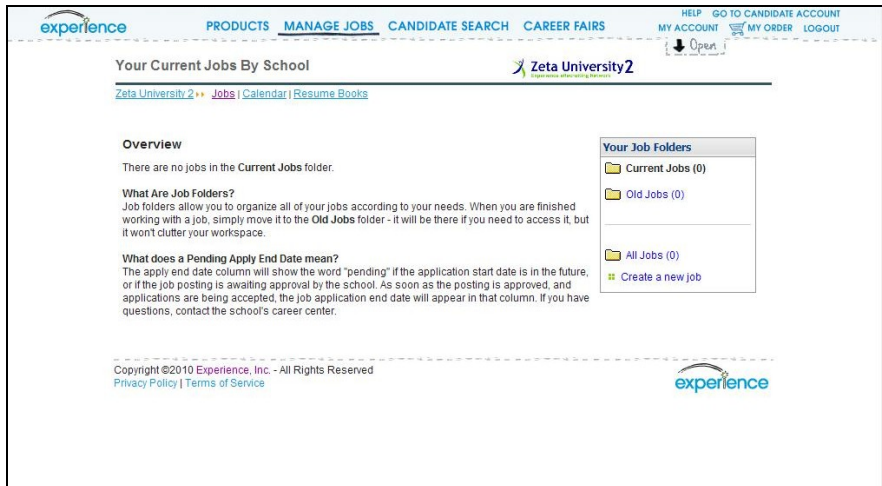 experience
PRODUCTS MANAGE JOBS CANDIDATE SEARCH CAREER FAIRS
HELP GO TO CANDIDATE ACCOUNT
MY ACCOUNT MY ORDER LOGOUT
Open
Your Current Jobs By School
Zeta University2
Zeta University 2 Jobs | Calendar | Resume Books
Overview
There are no jobs in the Current Jobs folder.
What Are Job Folders?
Job folders allow you to organize all of your jobs according to your needs. When you are finished
working with a job, simply move it to the Old Jobs folder - it will be there if you need to access it, but
it won't clutter your workspace.
What does a Pending Apply End Date mean?
The apply end date column will show the word "pending" if the application start date is in the future,
or if the job posting is awaiting approval by the school. As soon as the posting is approved, and
applications are being accepted, the job application end date will appear in that column. If you have
questions, contact the school's career center.
Your Job Folders
Current Jobs (0)
Old Jobs (0)
All Jobs (0)
Create a new job
Copyright ©2010 Experience, Inc. - All Rights Reserved
Privacy Policy | Terms of Service
experience